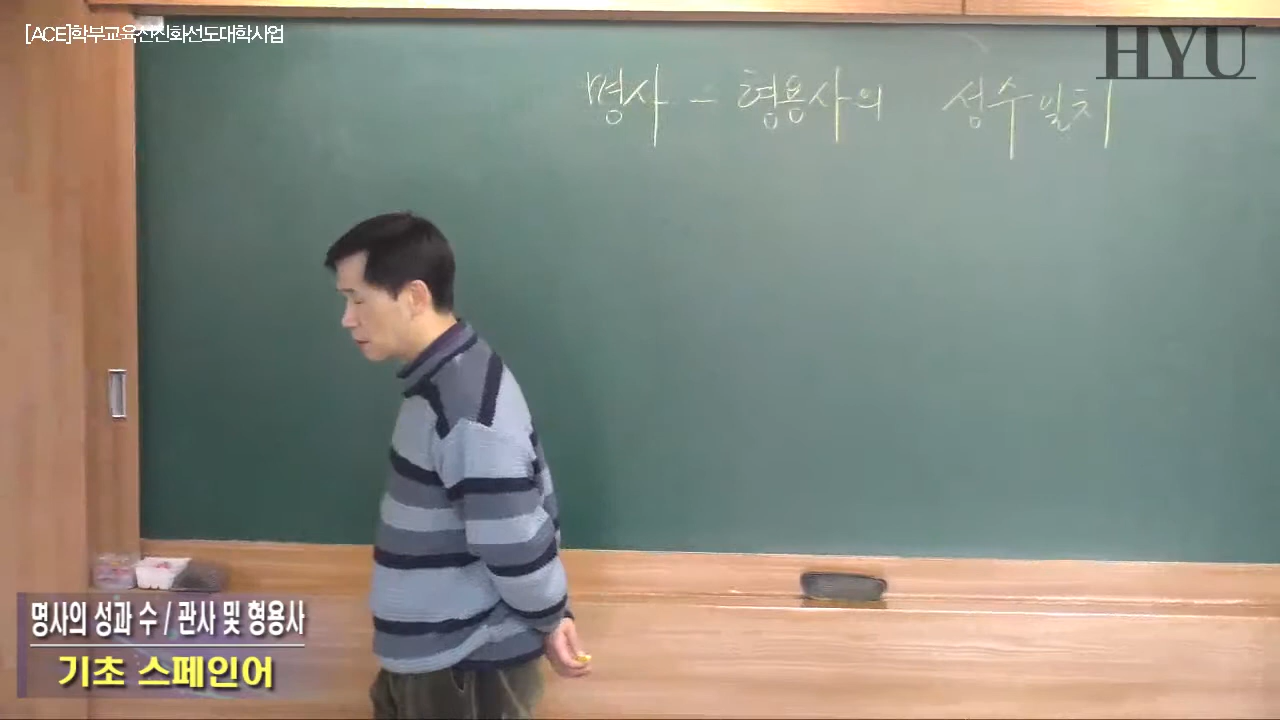 [ACE]학부교육선진화선도대학사업
HYU
명사 - 형용사의 성수일치
명사의 성과 수 / 관사 및 형용사
기초 스페인어